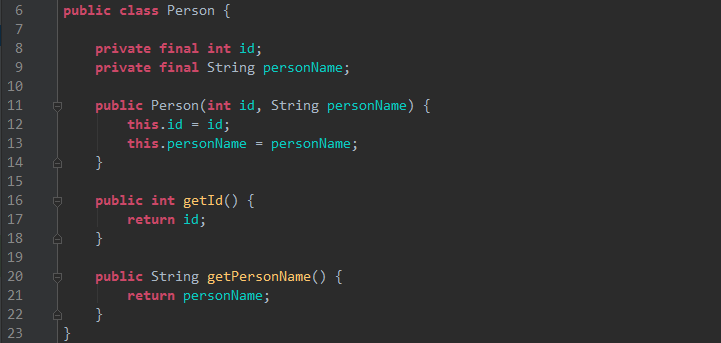 6 public class Person {
7
8     private final int id;
9     private final String personName;
10
11     public Person(int id, String personName) {
12         this.id = id;
13         this.personName = personName;
14     }
15
16     public int getId() {
17         return id;
18     }
19
20     public String getPersonName() {
21         return personName;
22     }
23 }